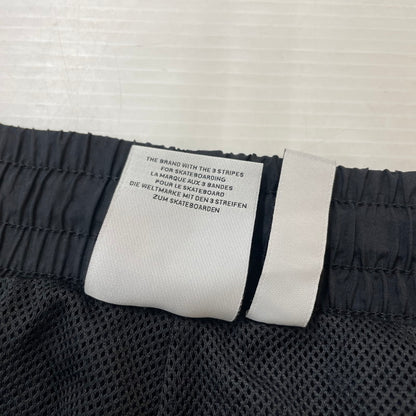 THE BRAND WITH THE 3 STRIPES
FOR SKATEBOARDING
LA MARQUE AUX 3 BANDES
POUR LE SKATEBOARD
DIE WELTMARKE MIT DEN 3 STREIFEN
ZUM SKATEBOARDEN